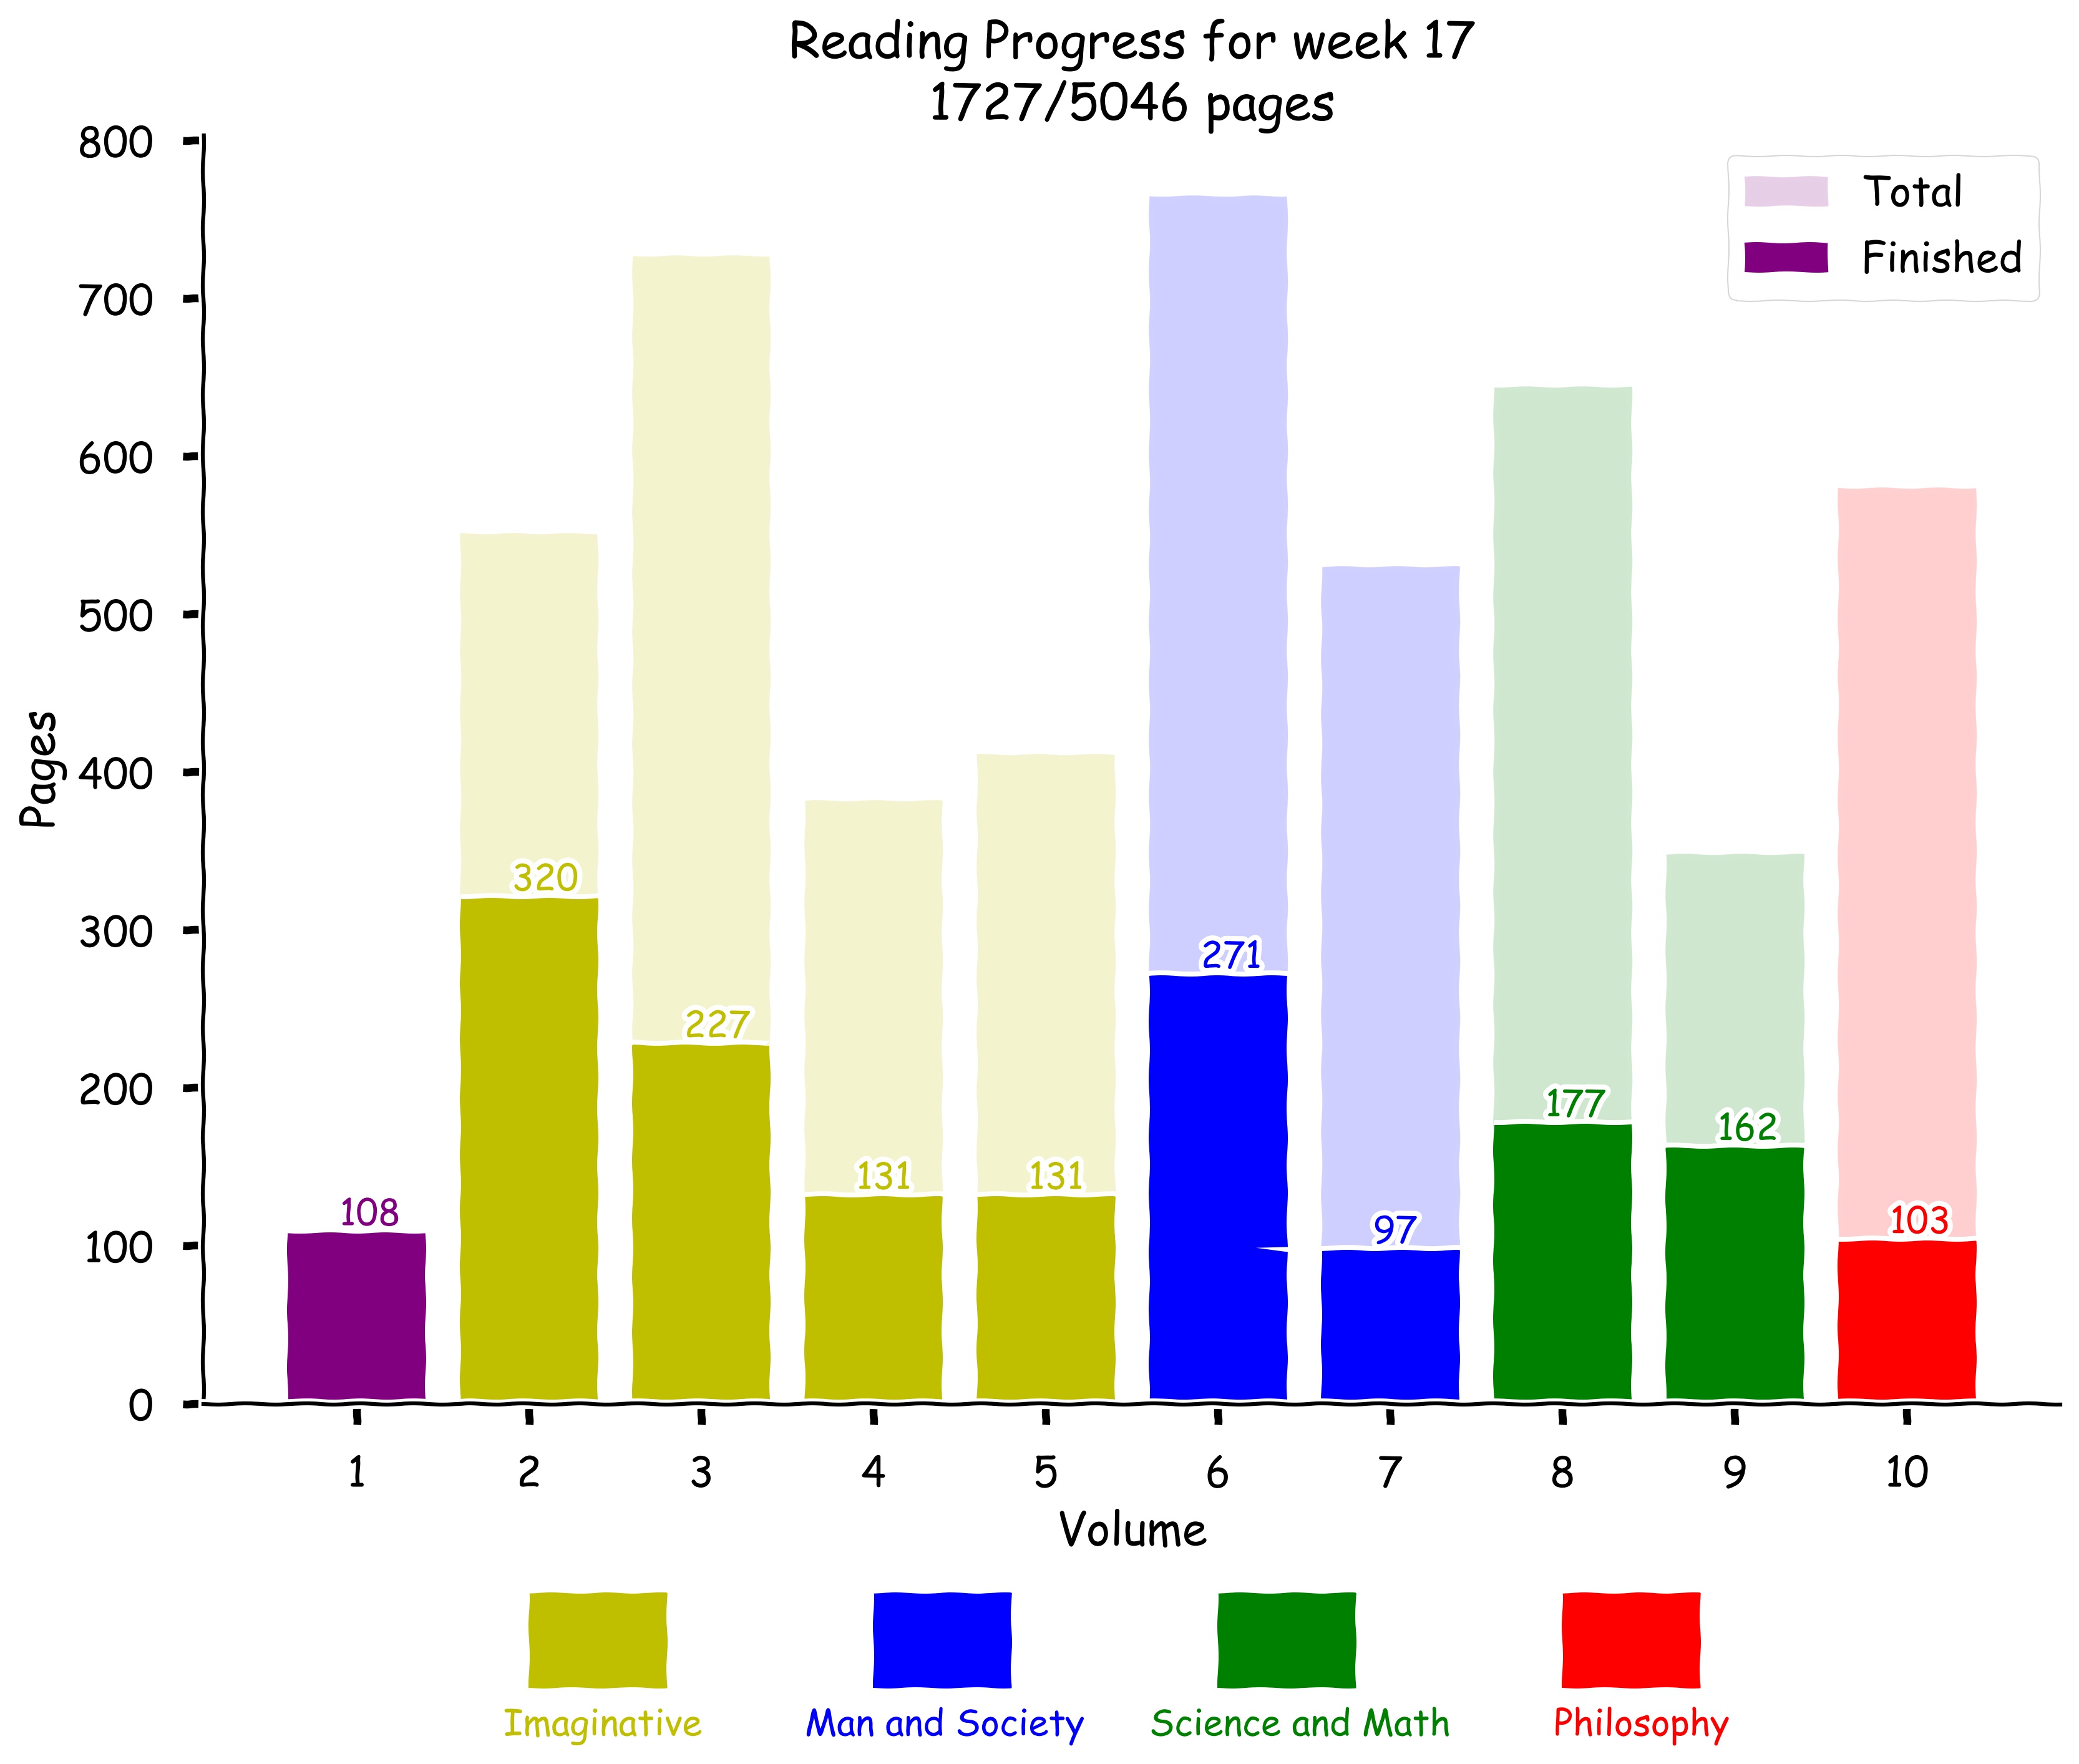 Reading Progress for week 17
1727/5046 pages
Total
Finished
800
700
600
500
400
300
200
100
0
Pages
108
320
227
131
131
271
97
177
162
103
1 2 3 4 5 6 7 8 9 10
Volume
Imaginative Man and Society Science and Math Philosophy